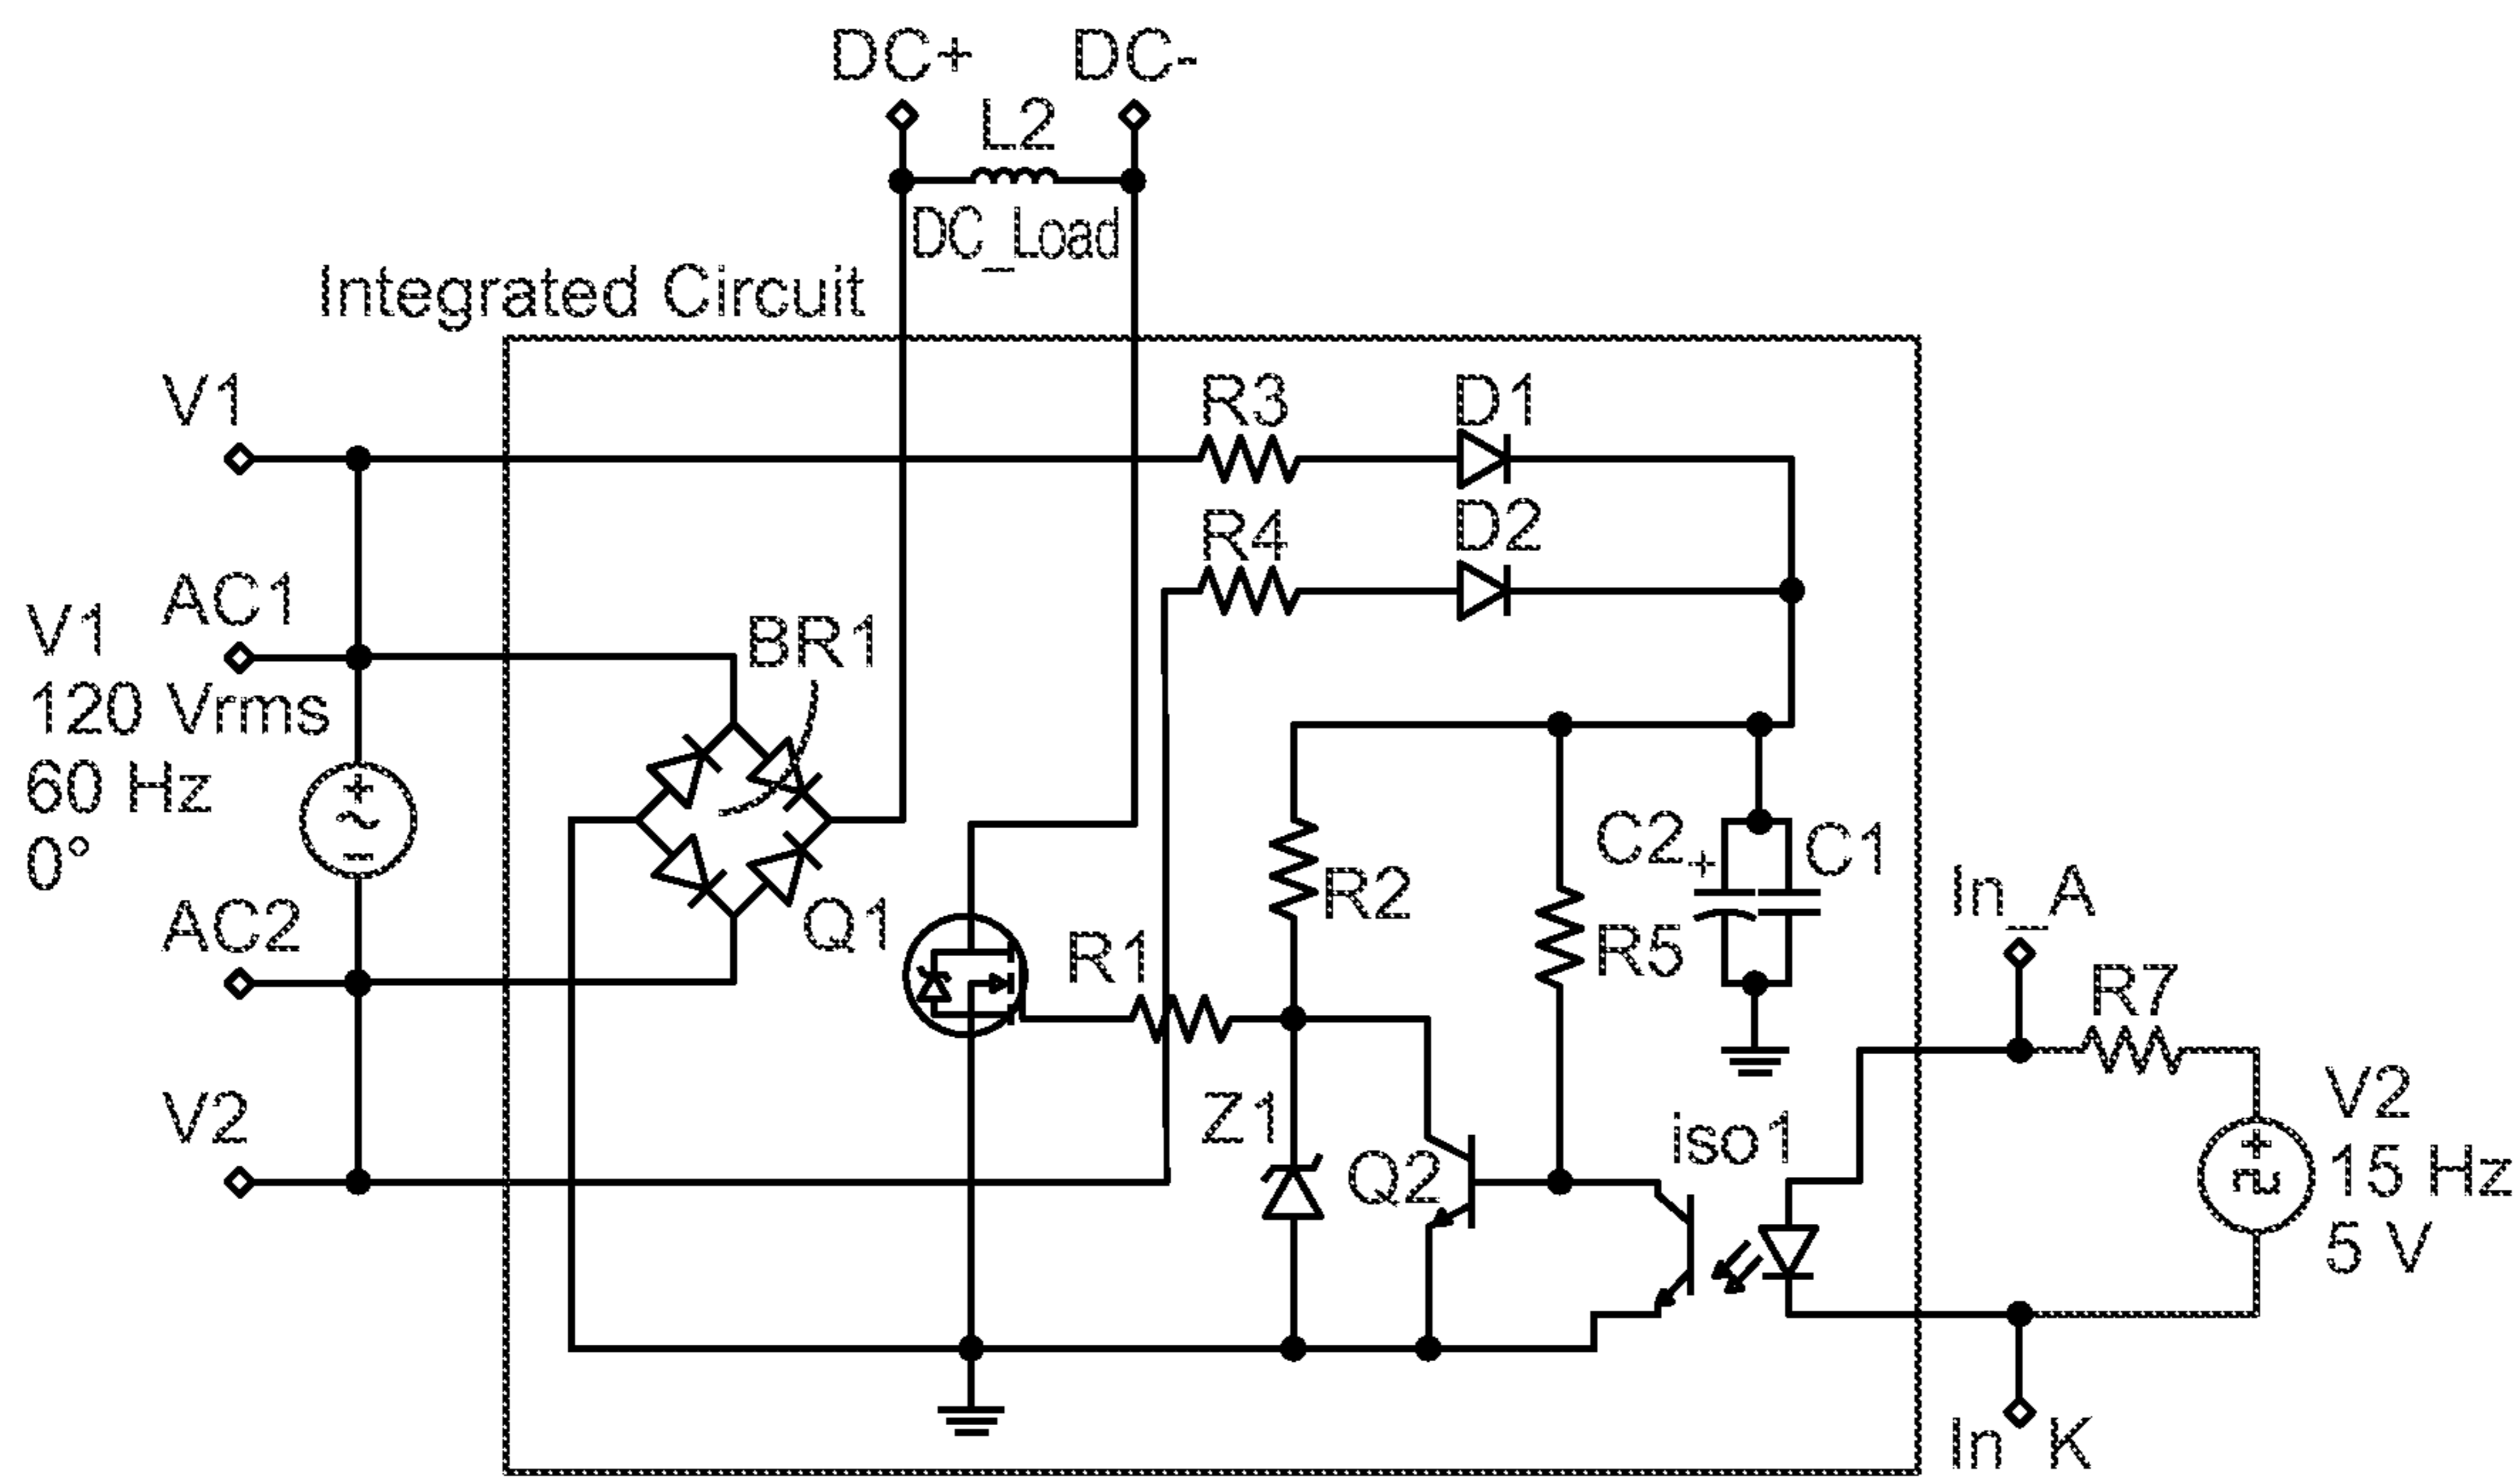 DC+ DC-
L2
DC_Load
Integrated Circuit
V1
R3 D1
R4 D2
AC1
V1
120 Vrms
60 Hz
0°
BR1
AC2
Q1
R1
R2
R5
C2 + C1
In_A
R7
V2
Z1
Q2
iso1
V2
15 Hz
5 V
In K